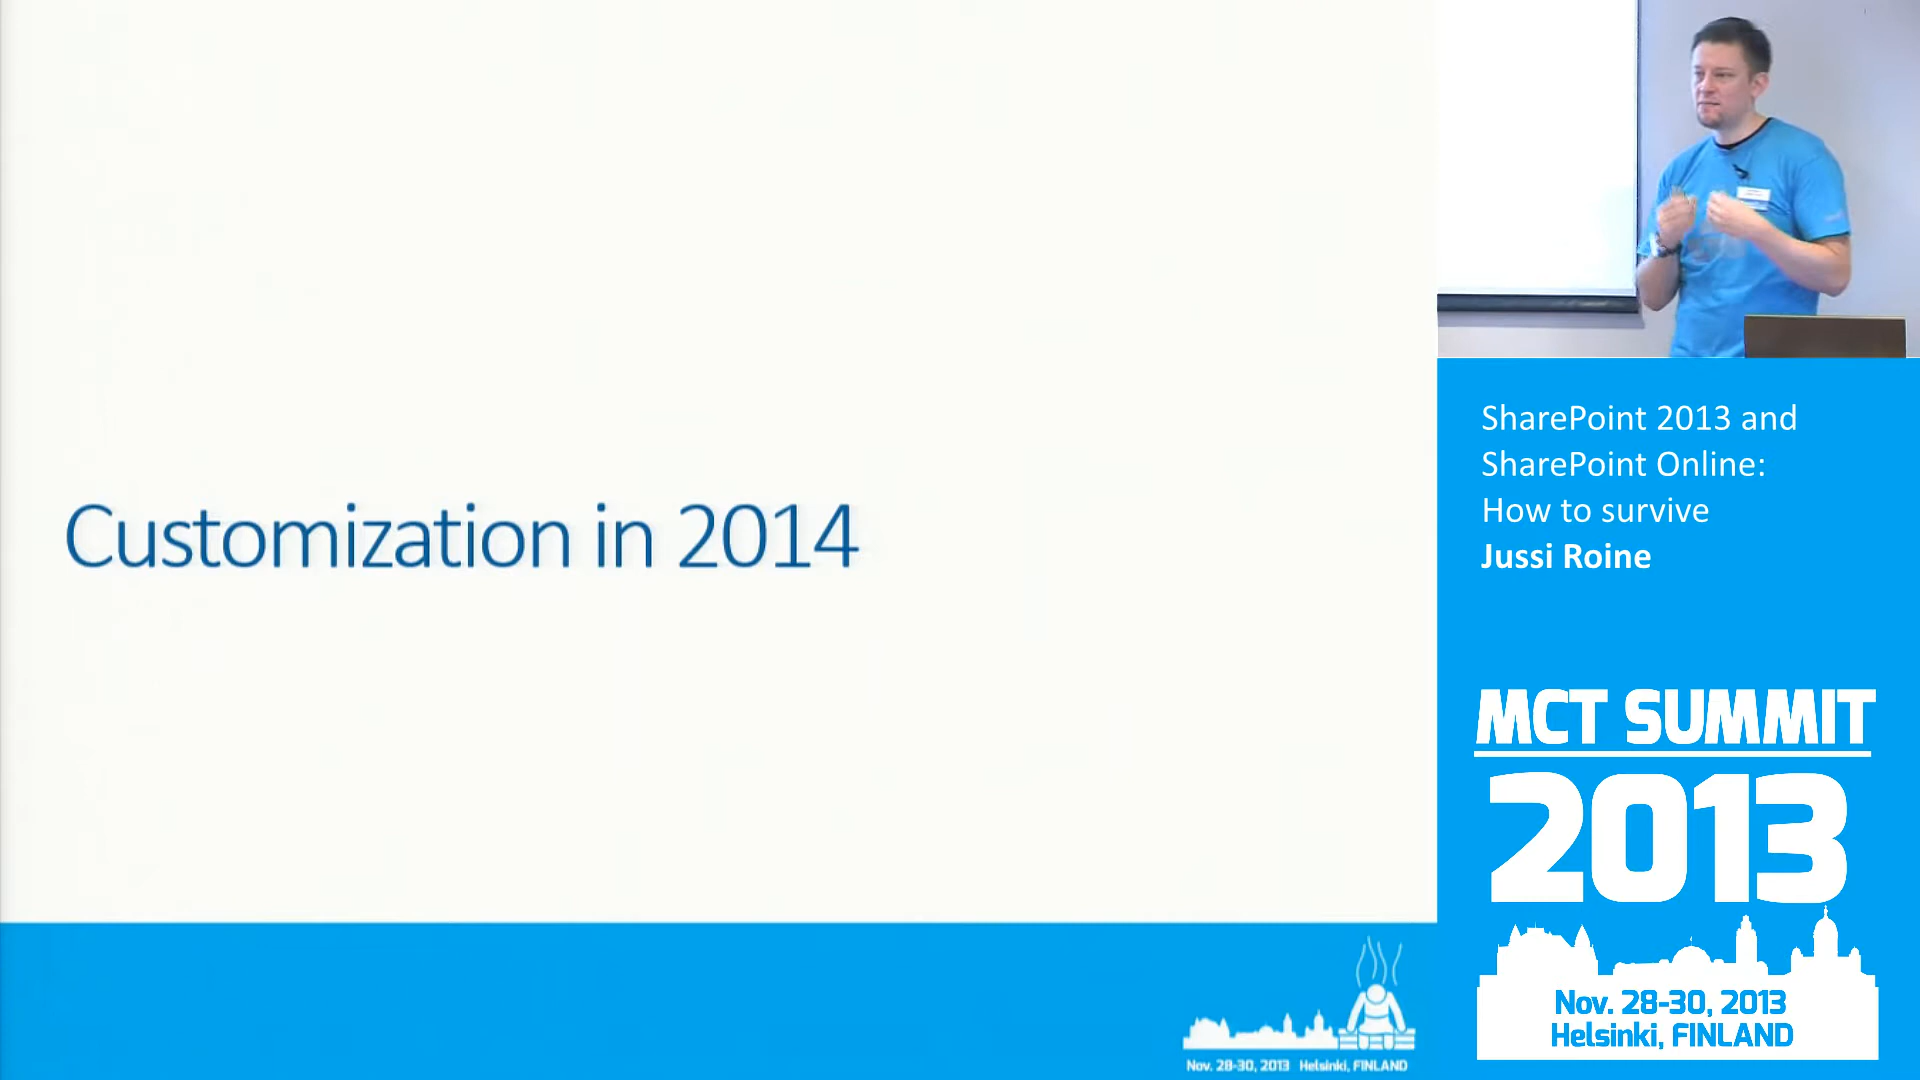 Customization in 2014
Nov. 28-30, 2013 Helsinki, FINLAND
SharePoint 2013 and
SharePoint Online:
How to survive
Jussi Roine
MCT SUMMIT
2013
Nov. 28-30, 2013
Helsinki, FINLAND